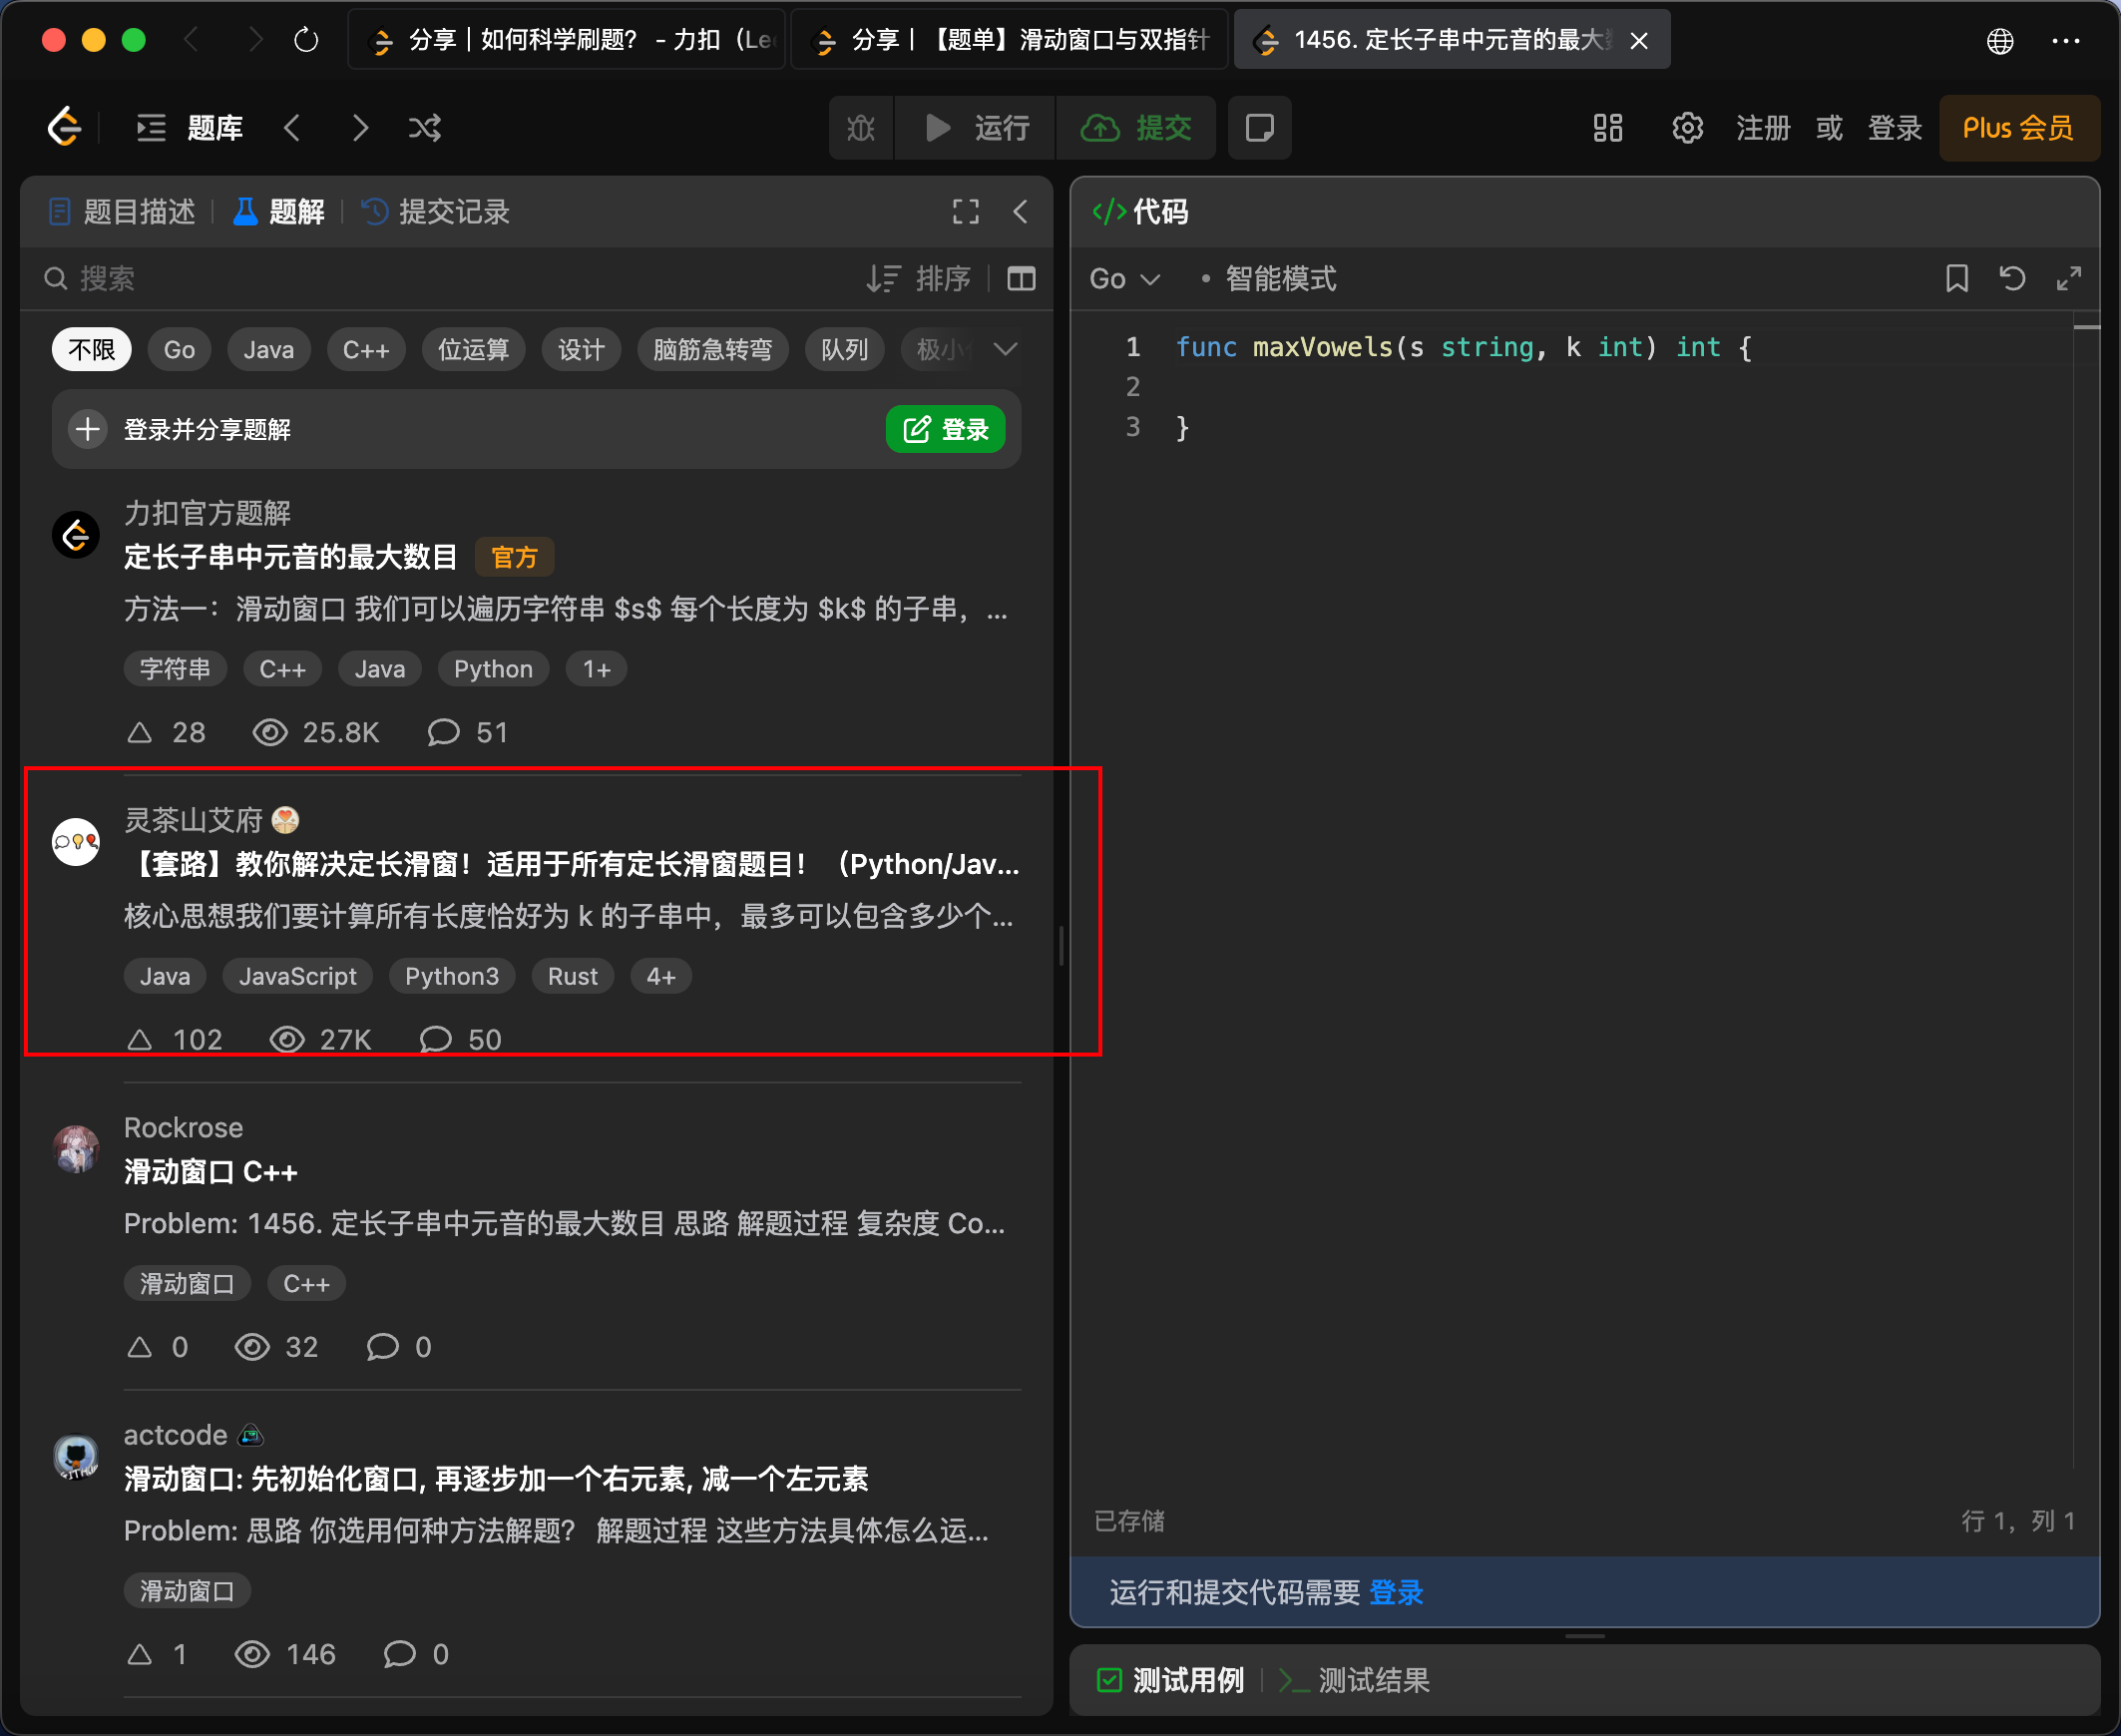 分享｜如何科学刷题？ - 力扣（Le
分享｜【题单】滑动窗口与双指针
1456. 定长子串中元音的最大
题库
运行
提交
注册 或 登录
Plus 会员
题目描述
题解
提交记录
搜索
排序
不限
Go
Java
C++
位运算
设计
脑筋急转弯
队列
极小
登录并分享题解
登录
力扣官方题解
定长子串中元音的最大数目 官方
方法一：滑动窗口 我们可以遍历字符串 $s$ 每个长度为 $k$ 的子串，...
字符串
C++
Java
Python
1+
28
25.8K
51
灵茶山艾府
【套路】教你解决定长滑窗！适用于所有定长滑窗题目！（Python/Jav...
核心思想我们要计算所有长度恰好为 k 的子串中，最多可以包含多少个...
Java
JavaScript
Python3
Rust
4+
102
27K
50
Rockrose
滑动窗口 C++
Problem: 1456. 定长子串中元音的最大数目 思路 解题过程 复杂度 Co...
滑动窗口
C++
0
32
0
actcode
滑动窗口: 先初始化窗口, 再逐步加一个右元素, 减一个左元素
Problem: 思路 你选用何种方法解题？ 解题过程 这些方法具体怎么运...
滑动窗口
1
146
0
</> 代码
Go
• 智能模式
1 func maxVowels(s string, k int) int {
2
3 }
已存储
行 1，列 1
运行和提交代码需要 登录
测试用例
测试结果